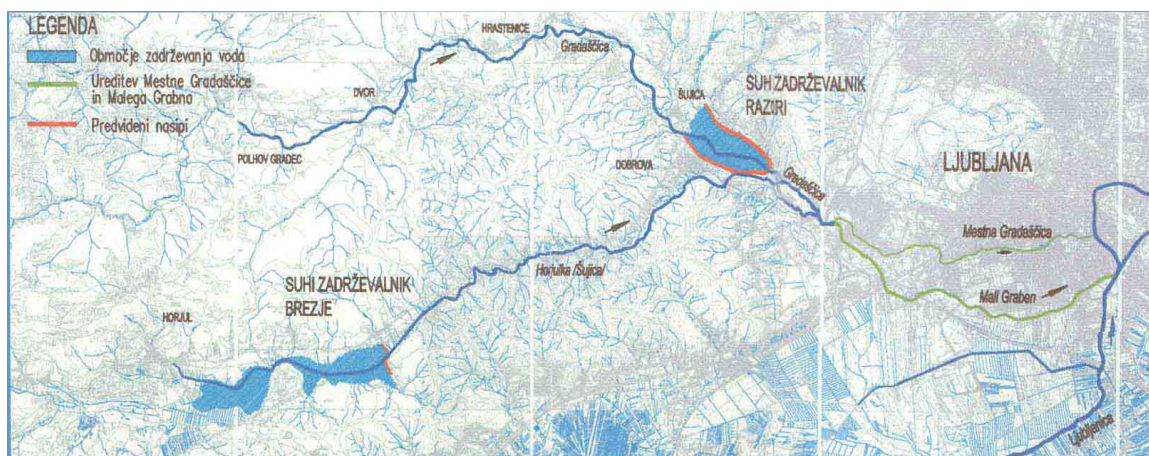 LEGENDA
Območje zadrževanja voda
Ureditev Mestne Gradaščice
in Malega Grabna
Predvideni nasipi
HRASTENICE
Gradaščica
DVOR
POLHOV GRADEC
ŠUJICA
SUH ZADRŽEVALNIK
RAZORI
DOBROVA
Gradaščica
LJUBLJANA
Mestna Gradaščica
Mali Graben
Horjulka /Šujica/
SUHI ZADRŽEVALNIK
BREZJE
HORJUL
Ljubljanica